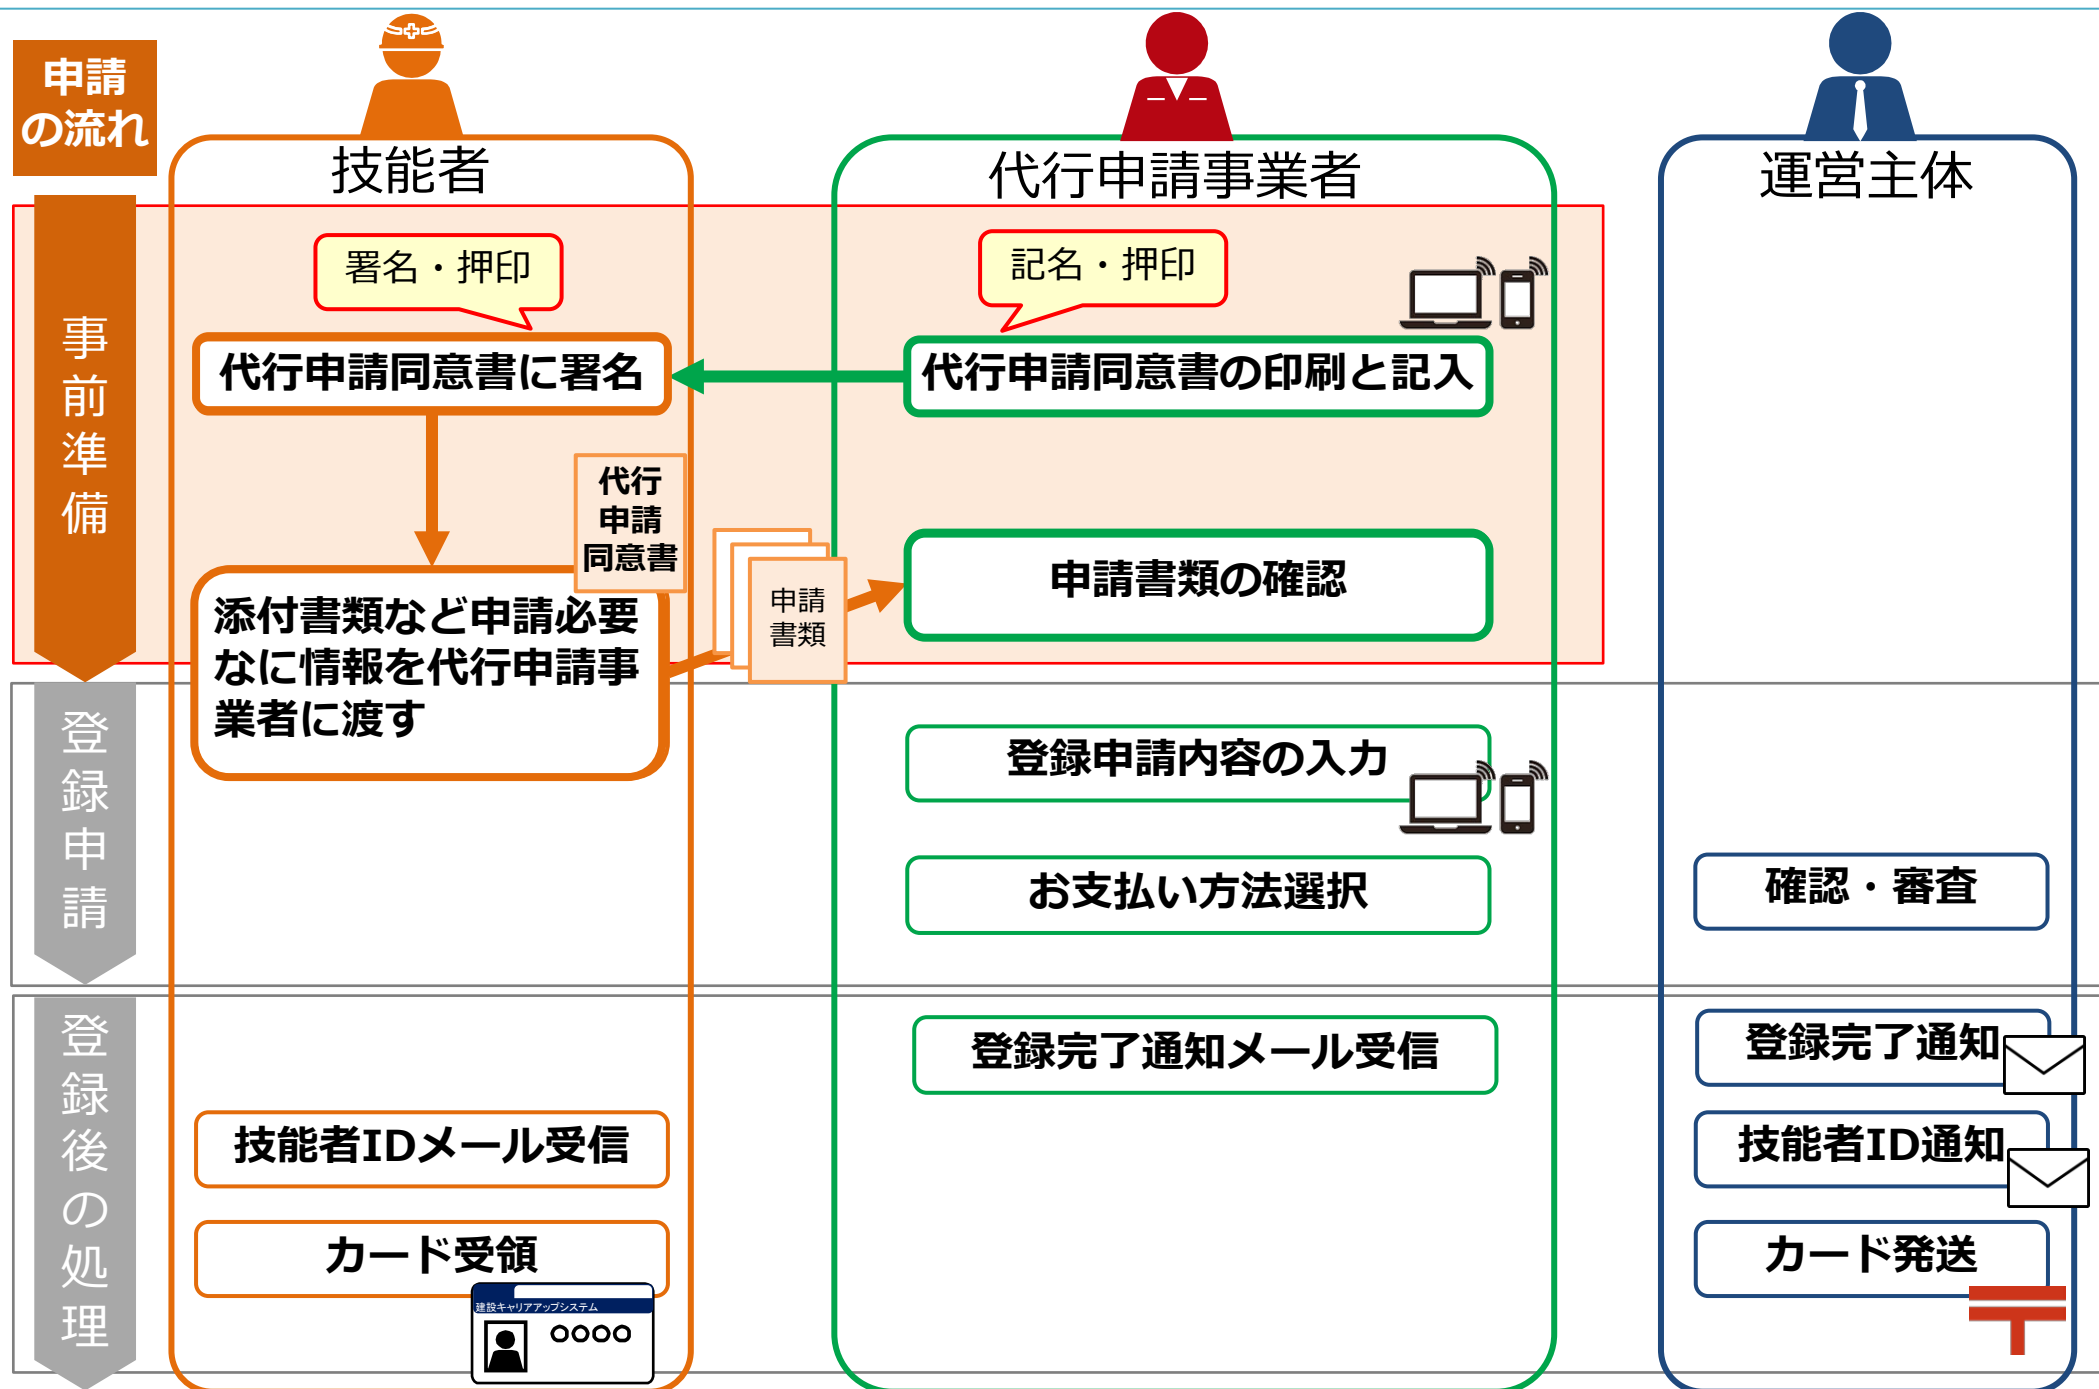 申請
の流れ
技能者
代行申請事業者
運営主体
事前準備
署名・押印
記名・押印
代行申請同意書に署名
代行申請同意書の印刷と記入
代行
申請
同意書
申請
書類
申請書類の確認
添付書類など申請必要
なに情報を代行申請事
業者に渡す
登録申請
登録申請内容の入力
お支払い方法選択
確認・審査
登録後の処理
登録完了通知メール受信
登録完了通知
技能者IDメール受信
技能者ID通知
カード受領
カード発送
建設キャリアアップシステム
○○○○